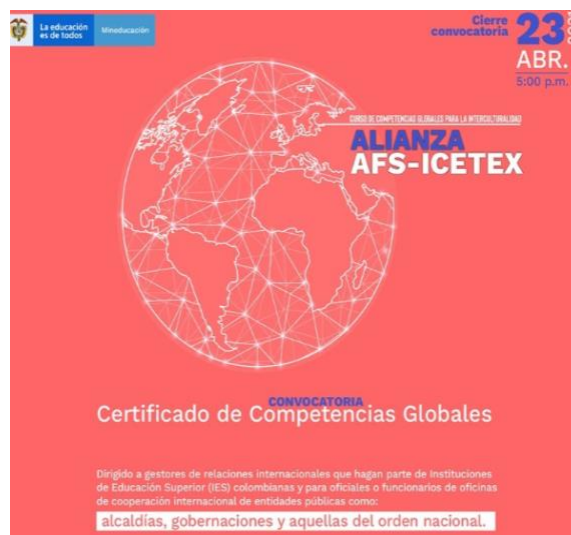 La educación
es de todos
Mineducación
Cierre
convocatoria
23
ABR.
2021
5:00 p.m.
CURSO DE COMPETENCIAS GLOBALES PARA LA INTERCULTURALIDAD
ALIANZA
AFS-ICETEX
CONVOCATORIA
Certificado de Competencias Globales
Dirigido a gestores de relaciones internacionales que hagan parte de Instituciones
de Educación Superior (IES) colombianas y para oficiales o funcionarios de oficinas
de cooperación internacional de entidades públicas como:
alcaldías, gobernaciones y aquellas del orden nacional.